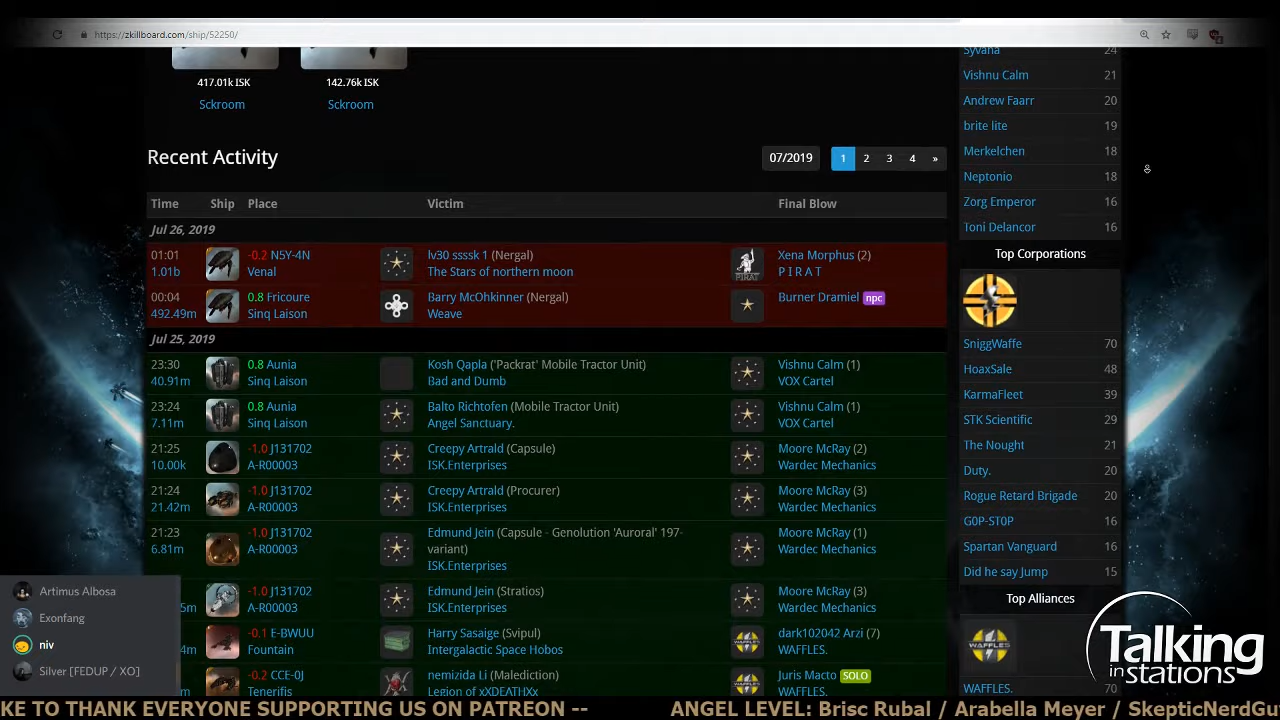 https://zkillboard.com/ship/52250/
417.01k ISK
142.76k ISK
Sckroom
Sckroom
Recent Activity
07/2019
1 2 3 4 »
Time Ship Place Victim Final Blow
Jul 26, 2019
01:01 -0.2 N5Y-4N lv30 ssssk 1 (Nergal) Xena Morphus (2)
1.01b Venal The Stars of northern moon PIRAT P I R A T
00:04 0.8 Fricoure Barry McOhkinner (Nergal) Burner Dramiel npc
492.49m Sinq Laison Weave
Jul 25, 2019
23:30 0.8 Aunia Kosh Qapla ('Packrat' Mobile Tractor Unit) Vishnu Calm (1)
40.91m Sinq Laison Bad and Dumb VOX Cartel
23:24 0.8 Aunia Balto Richtofen (Mobile Tractor Unit) Vishnu Calm (1)
7.11m Sinq Laison Angel Sanctuary. VOX Cartel
21:25 -1.0 J131702 Creepy Artrald (Capsule) Moore McRay (2)
10.00k A-R00003 ISK.Enterprises Wardec Mechanics
21:24 -1.0 J131702 Creepy Artrald (Procurer) Moore McRay (3)
21.42m A-R00003 ISK.Enterprises Wardec Mechanics
21:23 -1.0 J131702 Edmund Jein (Capsule - Genolution 'Auroral' 197-variant) Moore McRay (1)
6.81m A-R00003 ISK.Enterprises Wardec Mechanics
-1.0 J131702 Edmund Jein (Stratios) Moore McRay (3)
5m A-R00003 ISK.Enterprises Wardec Mechanics
-0.1 E-BWUU Harry Sasaige (Svipul) dark102042 Arzi (7)
4m Fountain Intergalactic Space Hobos WAFFLES.
-0.2 CCE-0J nemizida Li (Malediction) Juris Macto SOLO
m Tenerifis Legion of xXDEATHXx WAFFLES.
Syvana 24
Vishnu Calm 21
Andrew Faarr 20
brite lite 19
Merkelchen 18
Neptonio 18
Zorg Emperor 16
Toni Delancor 16
Top Corporations
SniggWaffe 70
HoaxSale 48
KarmaFleet 39
STK Scientific 29
The Nought 21
Duty. 20
Rogue Retard Brigade 20
G0P-ST0P 16
Spartan Vanguard 16
Did he say Jump 15
Top Alliances
WAFFLES. 70
Artimus Albosa
Exonfang
niv
Silver [FEDUP / XO]
Talking
in STATIONS
KE TO THANK EVERYONE SUPPORTING US ON PATREON -- ANGEL LEVEL: Brisc Rubal / Arabella Meyer / SkepticNerdGu